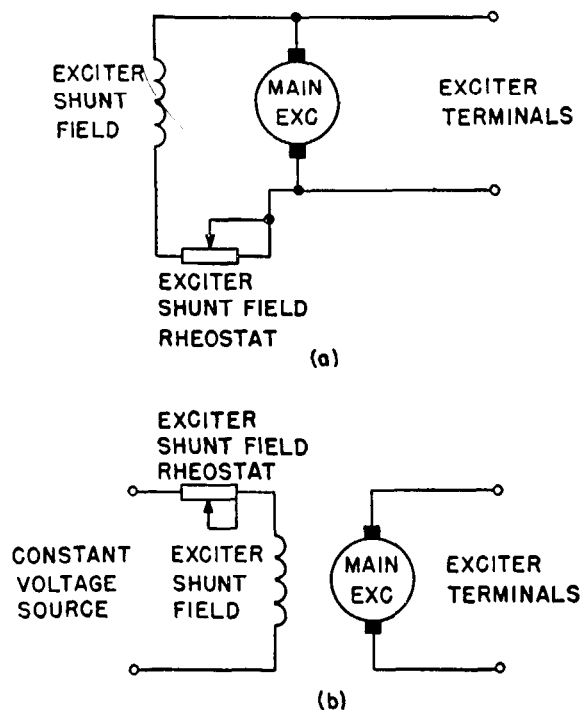 EXCITER
SHUNT
FIELD
MAIN
EXC
EXCITER
TERMINALS
EXCITER
SHUNT FIELD
RHEOSTAT
(a)
EXCITER
SHUNT FIELD
RHEOSTAT
CONSTANT
VOLTAGE
SOURCE
EXCITER
SHUNT
FIELD
MAIN
EXC
EXCITER
TERMINALS
(b)